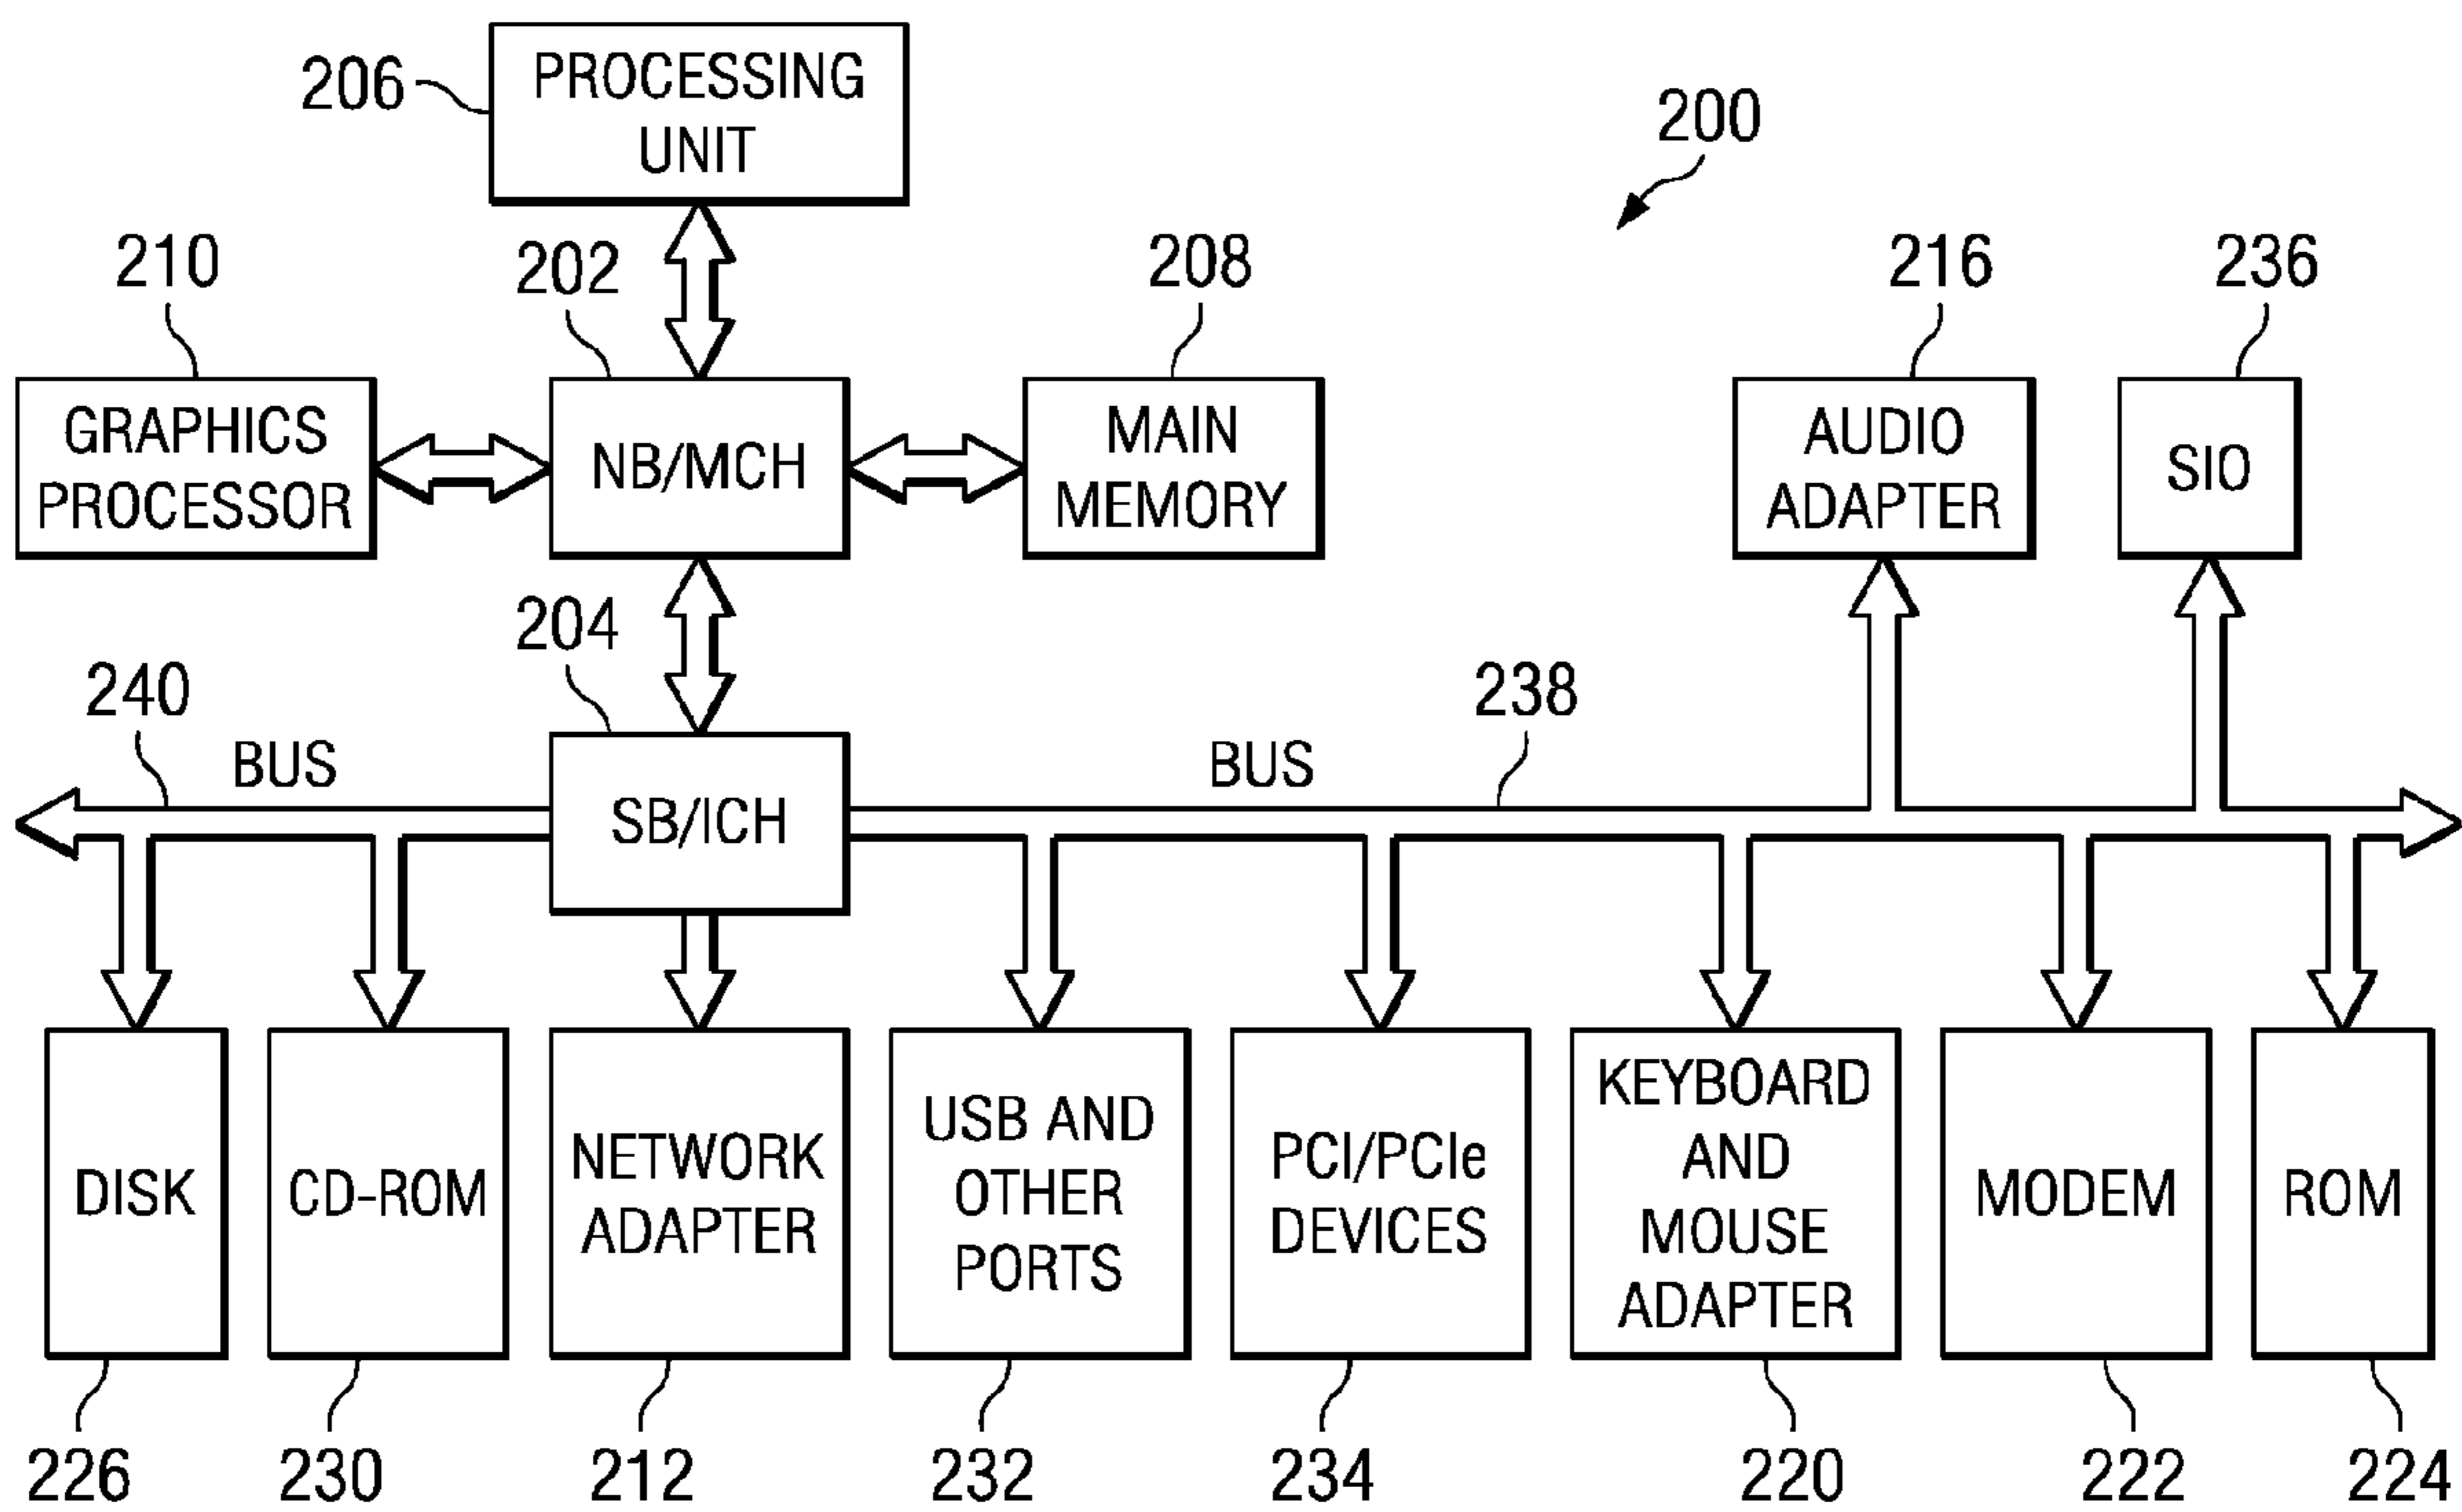 PROCESSING
UNIT
206
200
210
202
208
216
236
GRAPHICS
PROCESSOR
NB/MCH
MAIN
MEMORY
AUDIO
ADAPTER
SIO
204
240
BUS
SB/ICH
BUS
238
DISK
CD-ROM
NETWORK
ADAPTER
USB AND
OTHER
PORTS
PCI/PCIe
DEVICES
KEYBOARD
AND
MOUSE
ADAPTER
MODEM
ROM
226
230
212
232
234
220
222
224